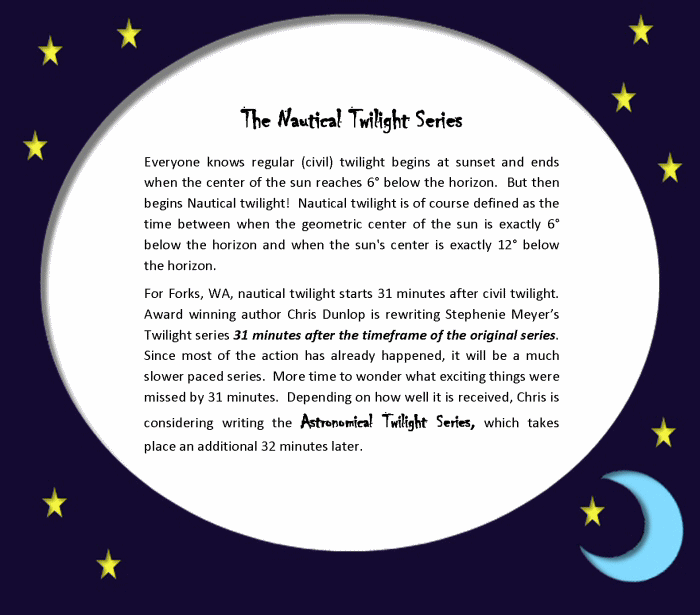 The Nautical Twilight Series
Everyone knows regular (civil) twilight begins at sunset and ends
when the center of the sun reaches 6° below the horizon.  But then
begins Nautical twilight!  Nautical twilight is of course defined as the
time between when the geometric center of the sun is exactly 6°
below the horizon and when the sun's center is exactly 12° below
the horizon.
For Forks, WA, nautical twilight starts 31 minutes after civil twilight.
Award winning author Chris Dunlop is rewriting Stephenie Meyer’s
Twilight series 31 minutes after the timeframe of the original series.
Since most of the action has already happened, it will be a much
slower paced series.  More time to wonder what exciting things were
missed by 31 minutes.  Depending on how well it is received, Chris is
considering writing the Astronomical Twilight Series, which takes
place an additional 32 minutes later.